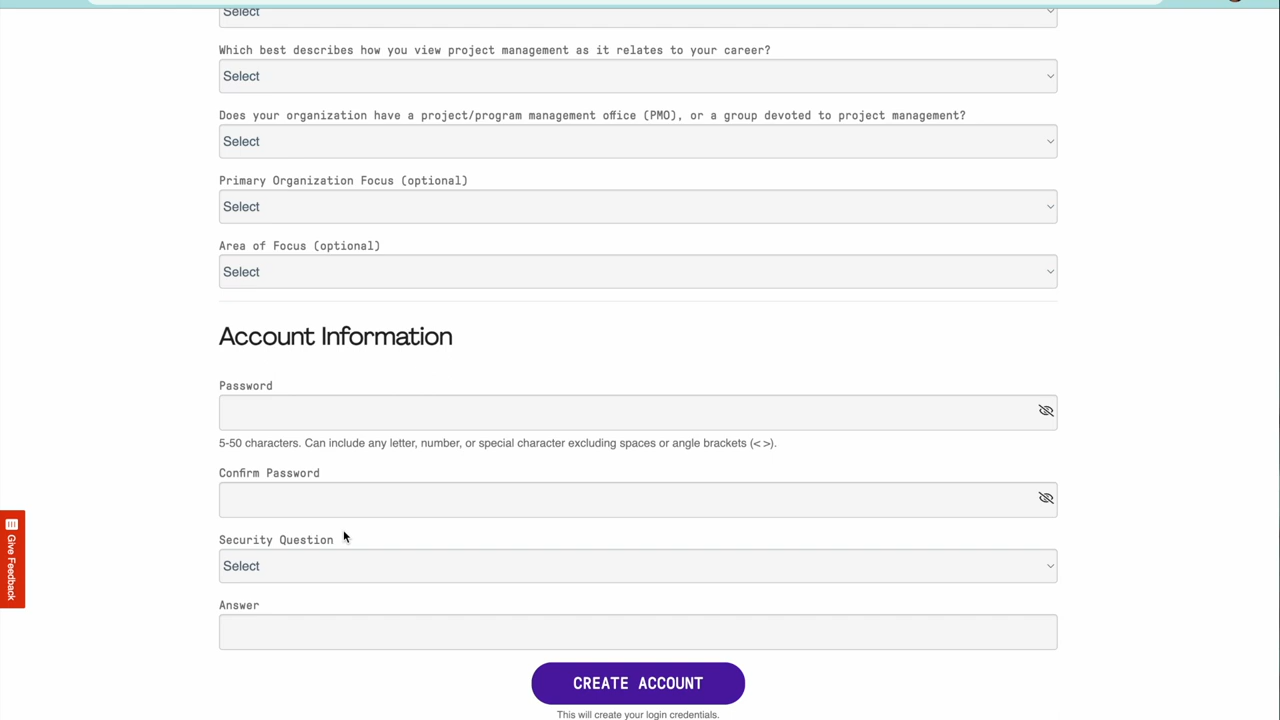 Select
Which best describes how you view project management as it relates to your career?
Select
Does your organization have a project/program management office (PMO), or a group devoted to project management?
Select
Primary Organization Focus (optional)
Select
Area of Focus (optional)
Select
Account Information
Password
5-50 characters. Can include any letter, number, or special character excluding spaces or angle brackets (< >).
Confirm Password
Security Question
Select
Answer
CREATE ACCOUNT
This will create your login credentials.
Give Feedback